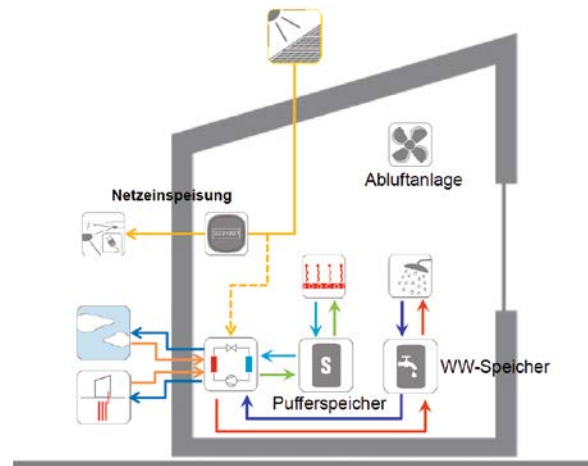 Abluftanlage
Netzeinspeisung
S
WW-Speicher
Pufferspeicher